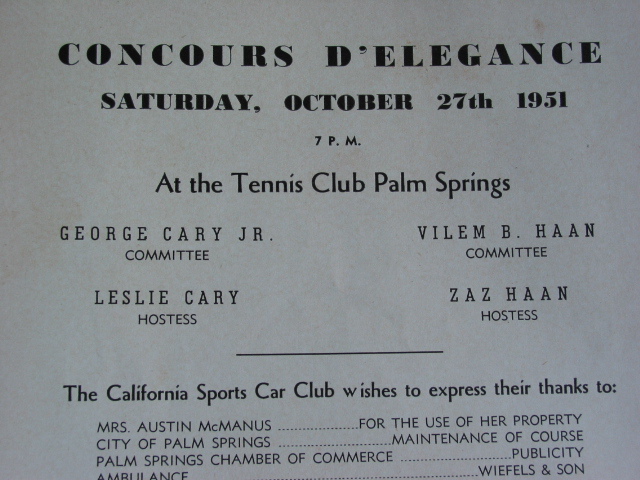 CONCOURS D'ELEGANCE
SATURDAY, OCTOBER 27th 1951
7 P. M.
At the Tennis Club Palm Springs
GEORGE CARY JR. VILEM B. HAAN
COMMITTEE COMMITTEE
LESLIE CARY ZAZ HAAN
HOSTESS HOSTESS
The California Sports Car Club wishes to express their thanks to:
MRS. AUSTIN McMANUS ....................FOR THE USE OF HER PROPERTY
CITY OF PALM SPRINGS ............................MAINTENANCE OF COURSE
PALM SPRINGS CHAMBER OF COMMERCE ............................PUBLICITY
AMBULANCE ........................................................................WIEFELS & SON